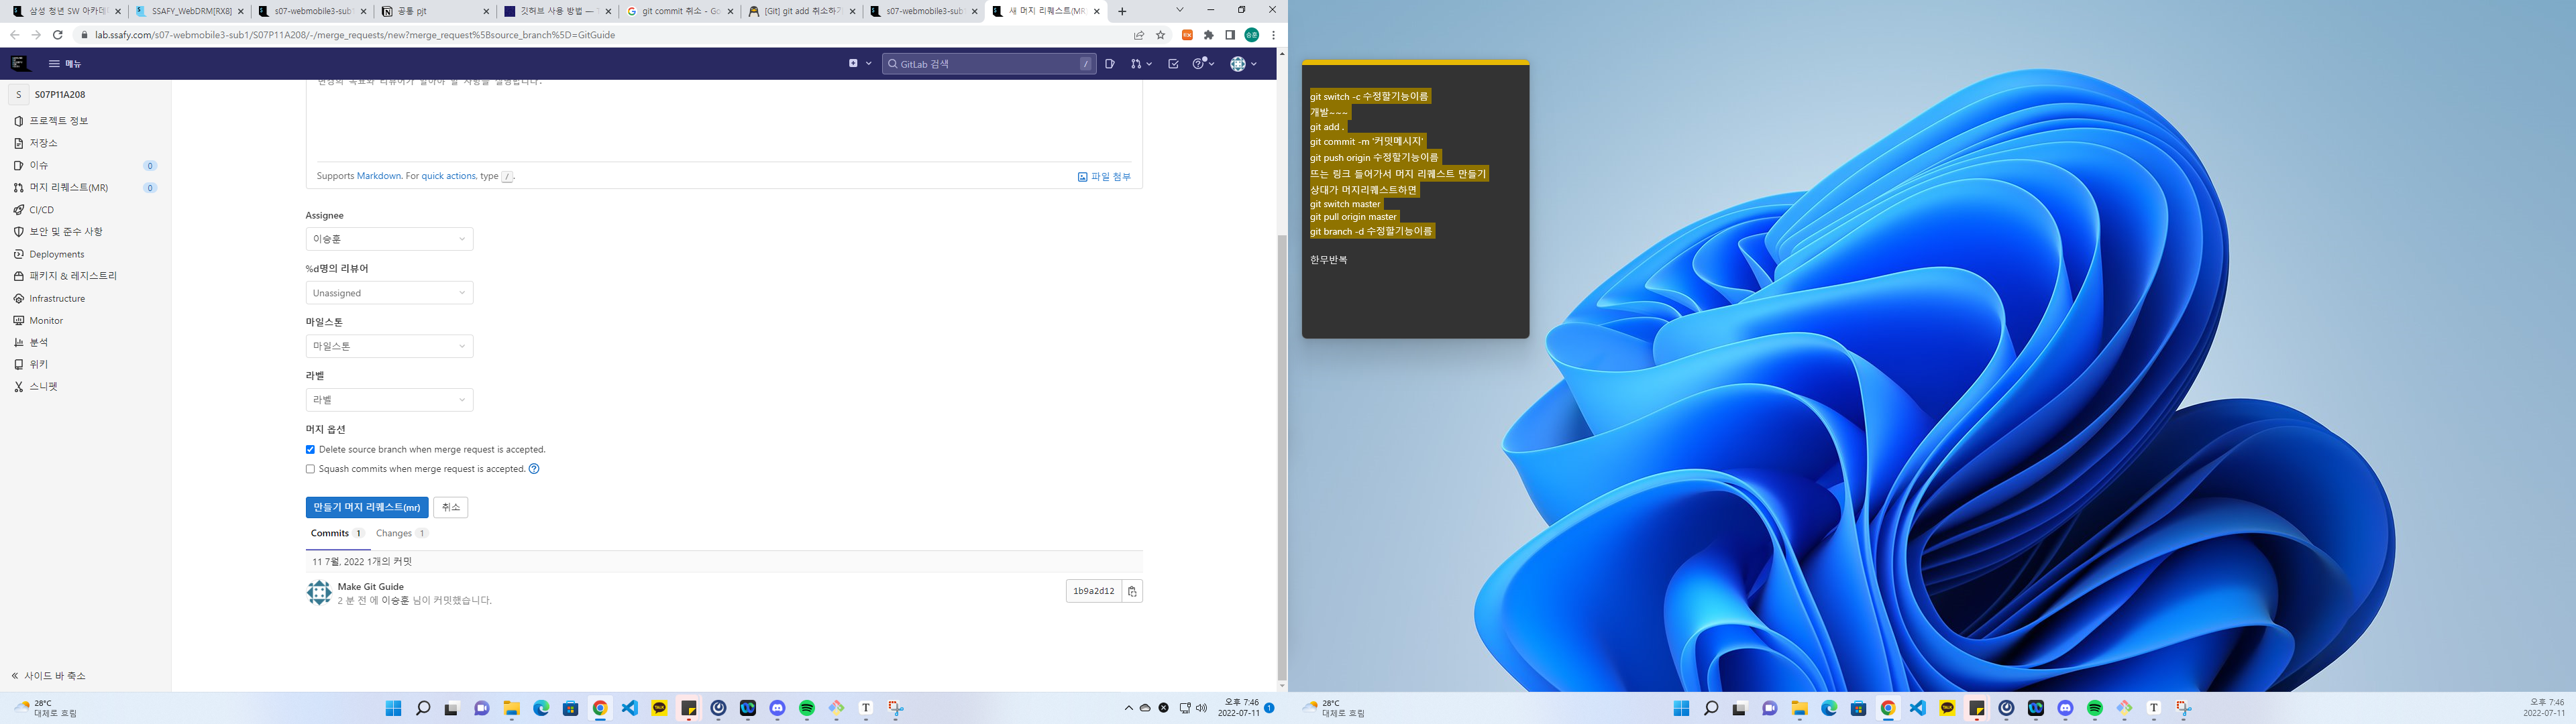 삼성 청년 SW 아카데
SSAFY_WebDRM[RX8]
s07-webmobile3-sub
공통 pjt
깃허브 사용 방법 —
git commit 취소 - Go
[Git] git add 취소하기
s07-webmobile3-sub
새 머지 리퀘스트(MR
lab.ssafy.com/s07-webmobile3-sub1/S07P11A208/-/merge_requests/new?merge_request%5Bsource_branch%5D=GitGuide
메뉴
GitLab 검색
/
S
S07P11A208
프로젝트 정보
저장소
이슈 0
머지 리퀘스트(MR) 0
CI/CD
보안 및 준수 사항
Deployments
패키지 & 레지스트리
Infrastructure
Monitor
분석
위키
스니펫
사이드 바 축소
Supports Markdown. For quick actions, type /.
파일 첨부
Assignee
이승훈
%d명의 리뷰어
Unassigned
마일스톤
마일스톤
라벨
라벨
머지 옵션
Delete source branch when merge request is accepted.
Squash commits when merge request is accepted.
만들기 머지 리퀘스트(mr)
취소
Commits 1
Changes 1
11 7월, 2022 1개의 커밋
Make Git Guide
2 분 전 에 이승훈 님이 커밋했습니다.
1b9a2d12
git switch -c 수정할기능이름
개발~~~
git add .
git commit -m '커밋메시지'
git push origin 수정할기능이름
뜨는 링크 들어가서 머지 리퀘스트 만들기
상대가 머지리퀘스트하면
git switch master
git pull origin master
git branch -d 수정할기능이름
한무반복
28°C
대체로 흐림
오후 7:46
2022-07-11
1
28°C
대체로 흐림
오후 7:46
2022-07-11